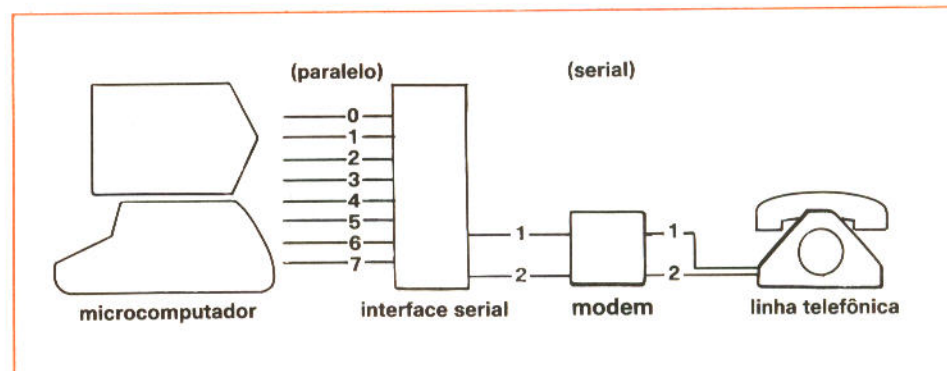 (paralelo)
(serial)
0
1
2
3
4
5
6
7
1
2
1
2
microcomputador
interface serial
modem
linha telefônica